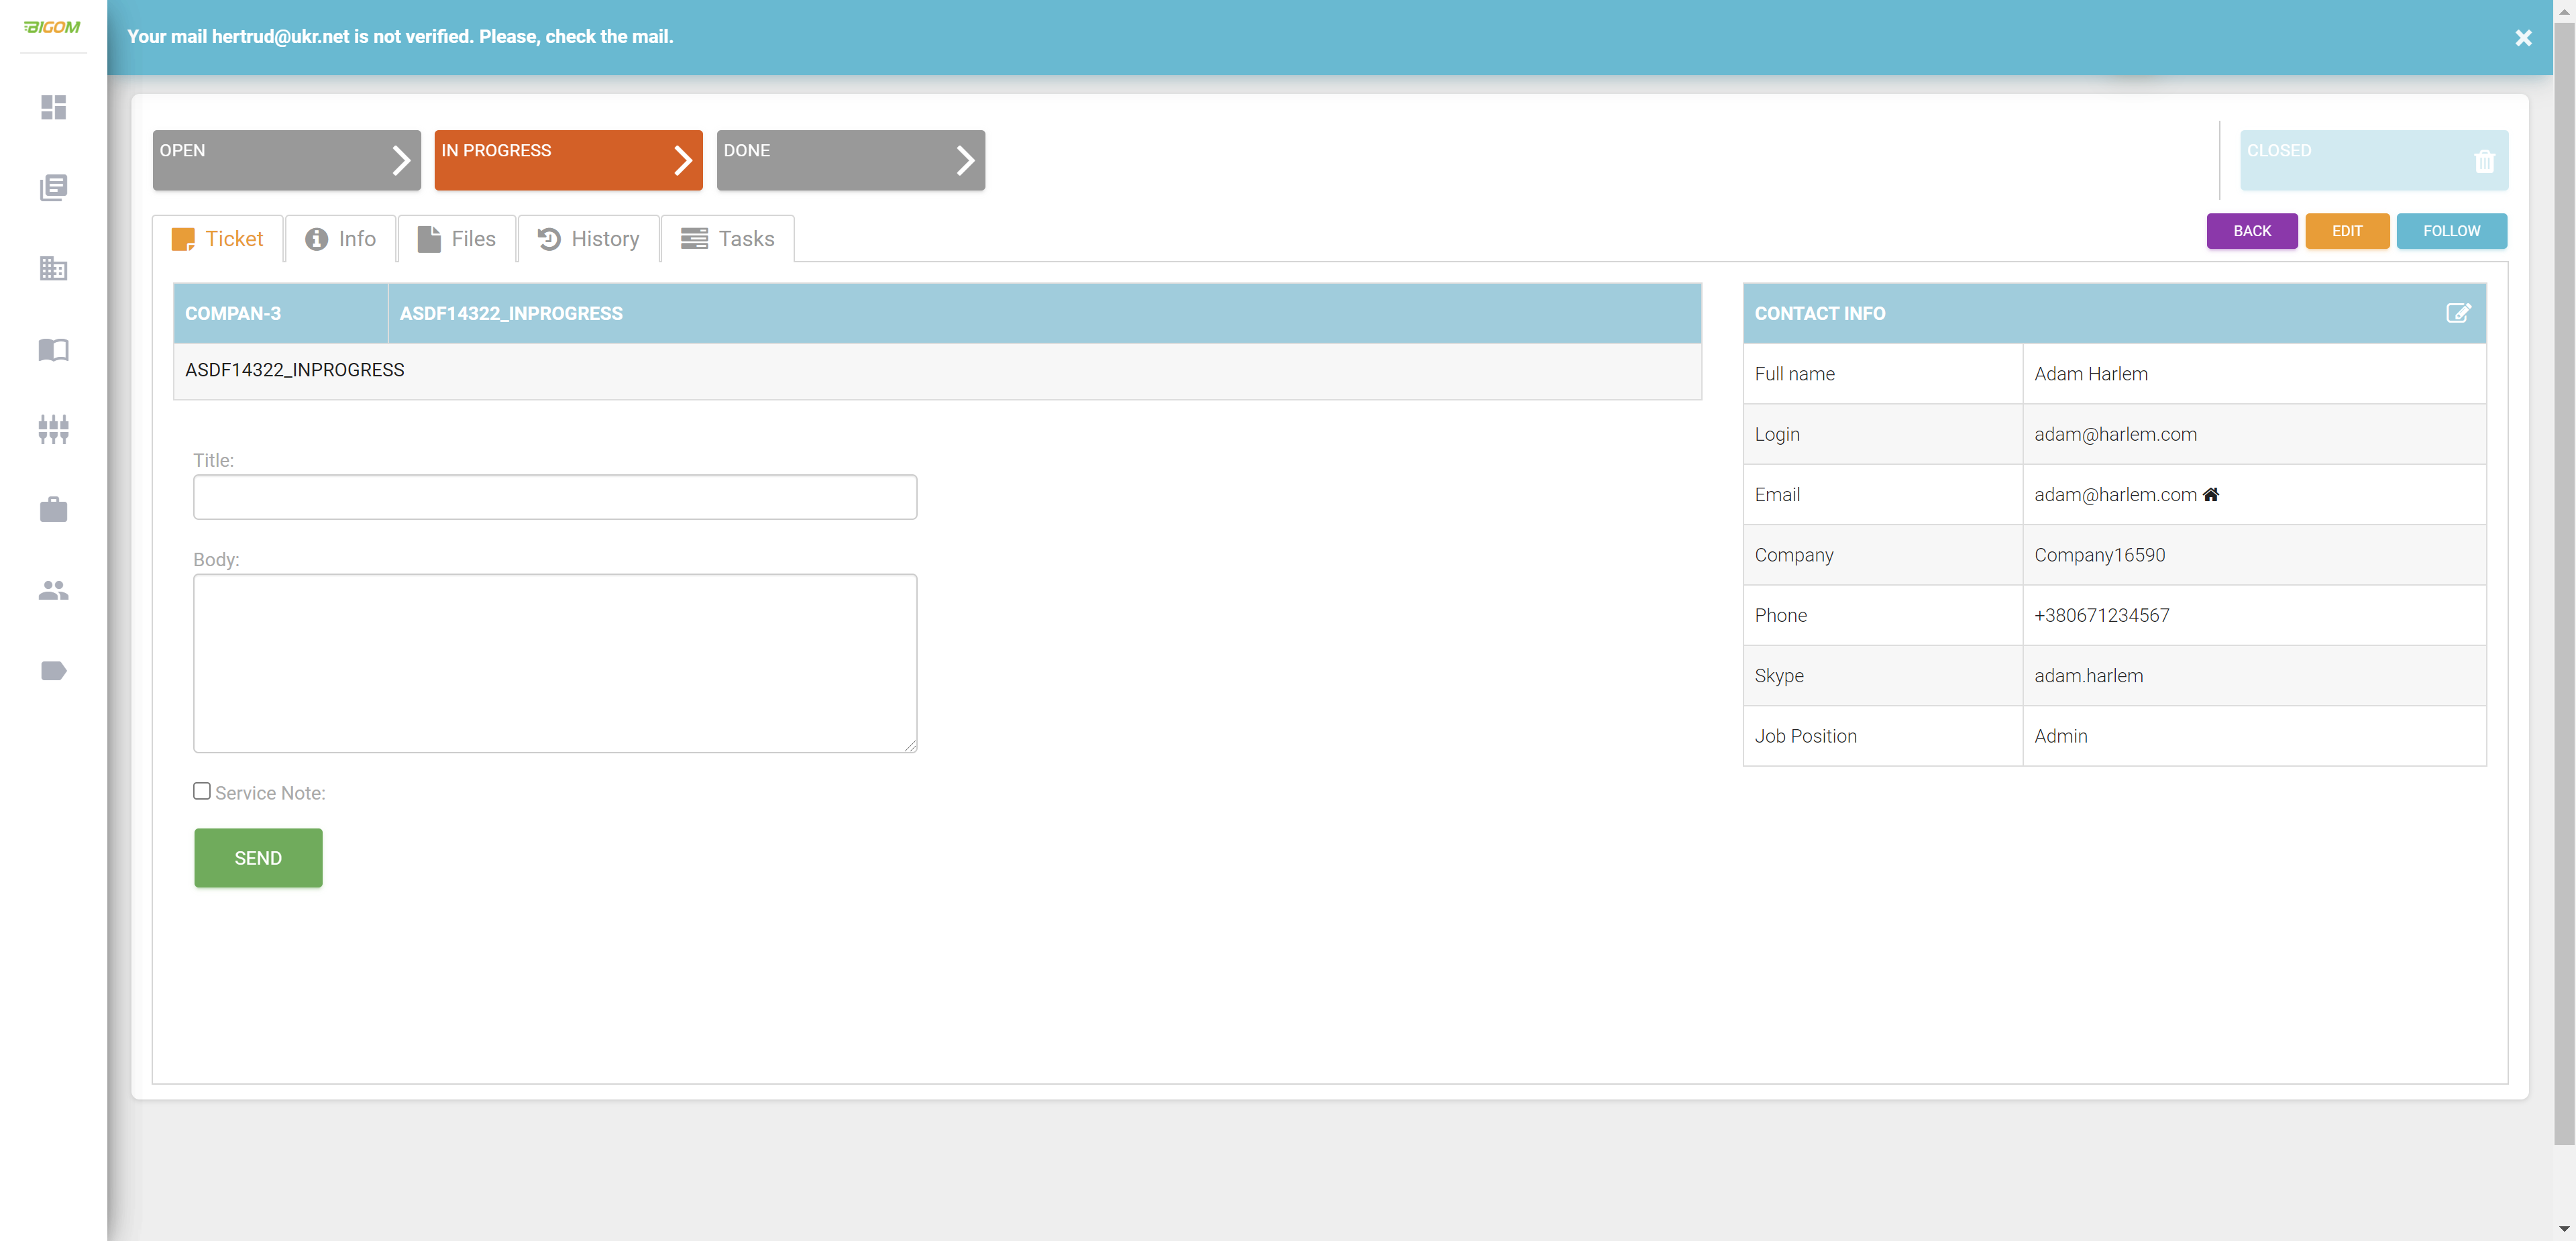 BIGOM
Your mail hertrud@ukr.net is not verified. Please, check the mail.
OPEN
IN PROGRESS
DONE
CLOSED
Ticket
Info
Files
History
Tasks
BACK
EDIT
FOLLOW
COMPAN-3 ASDF14322_INPROGRESS
ASDF14322_INPROGRESS
Title:
Body:
Service Note:
SEND
CONTACT INFO
Full name Adam Harlem
Login adam@harlem.com
Email adam@harlem.com
Company Company16590
Phone +380671234567
Skype adam.harlem
Job Position Admin